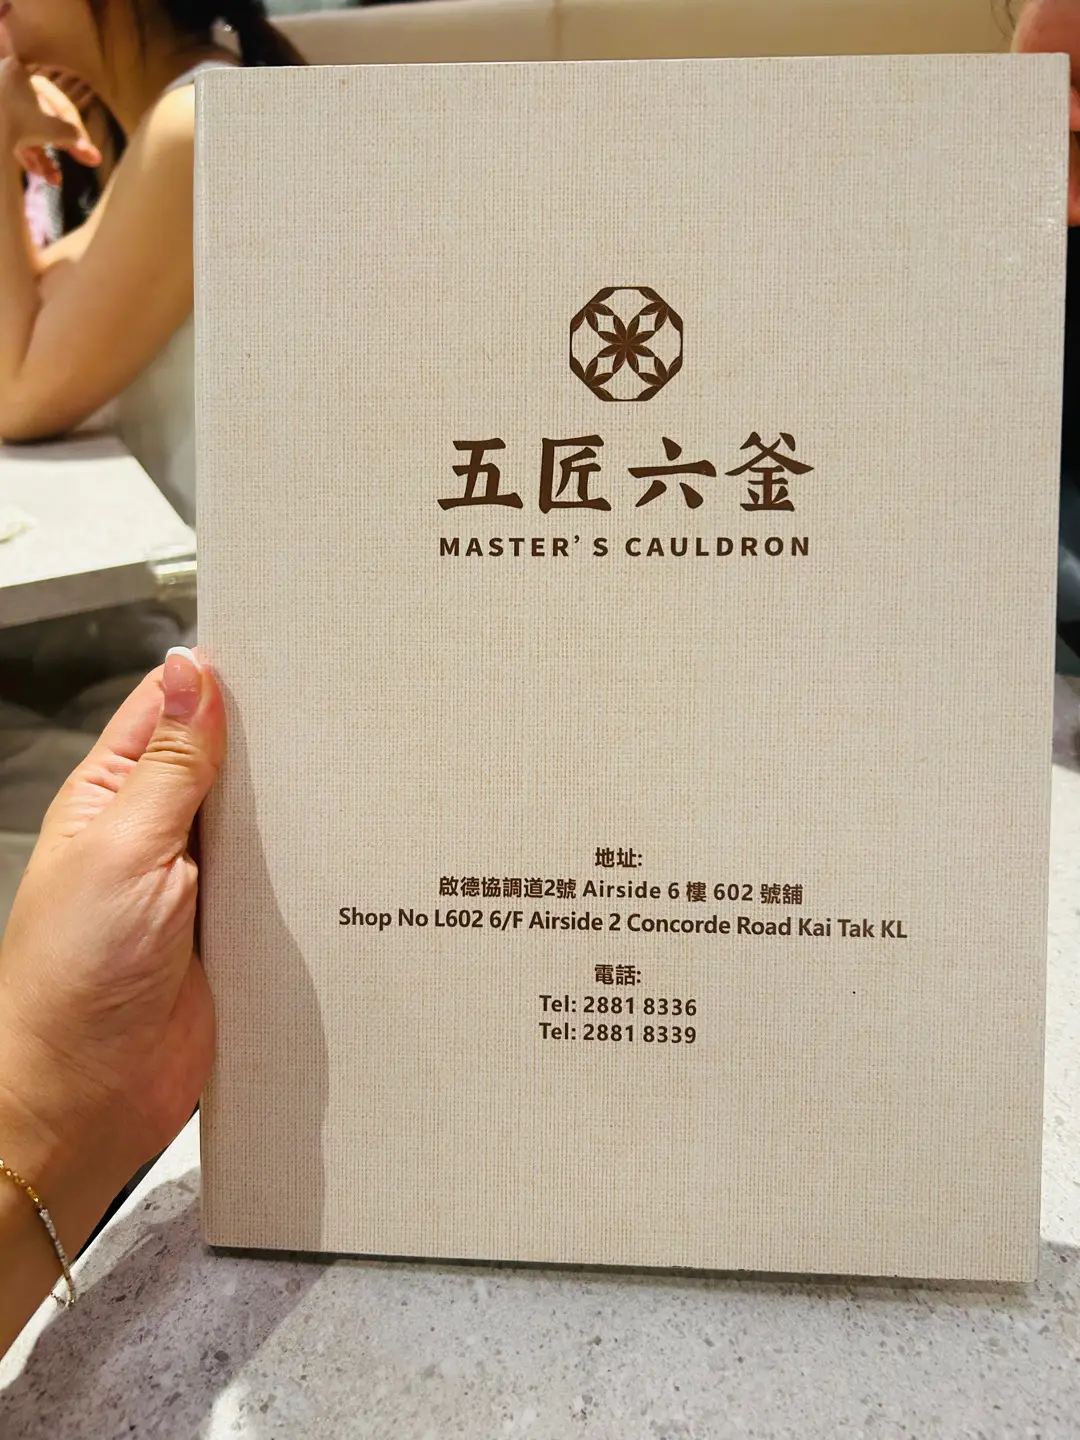 五匠六釜
MASTER'S CAULDRON
地址:
啟德協調道2號 Airside 6 樓 602 號舖
Shop No L602 6/F Airside 2 Concorde Road Kai Tak KL
電話:
Tel: 2881 8336
Tel: 2881 8339